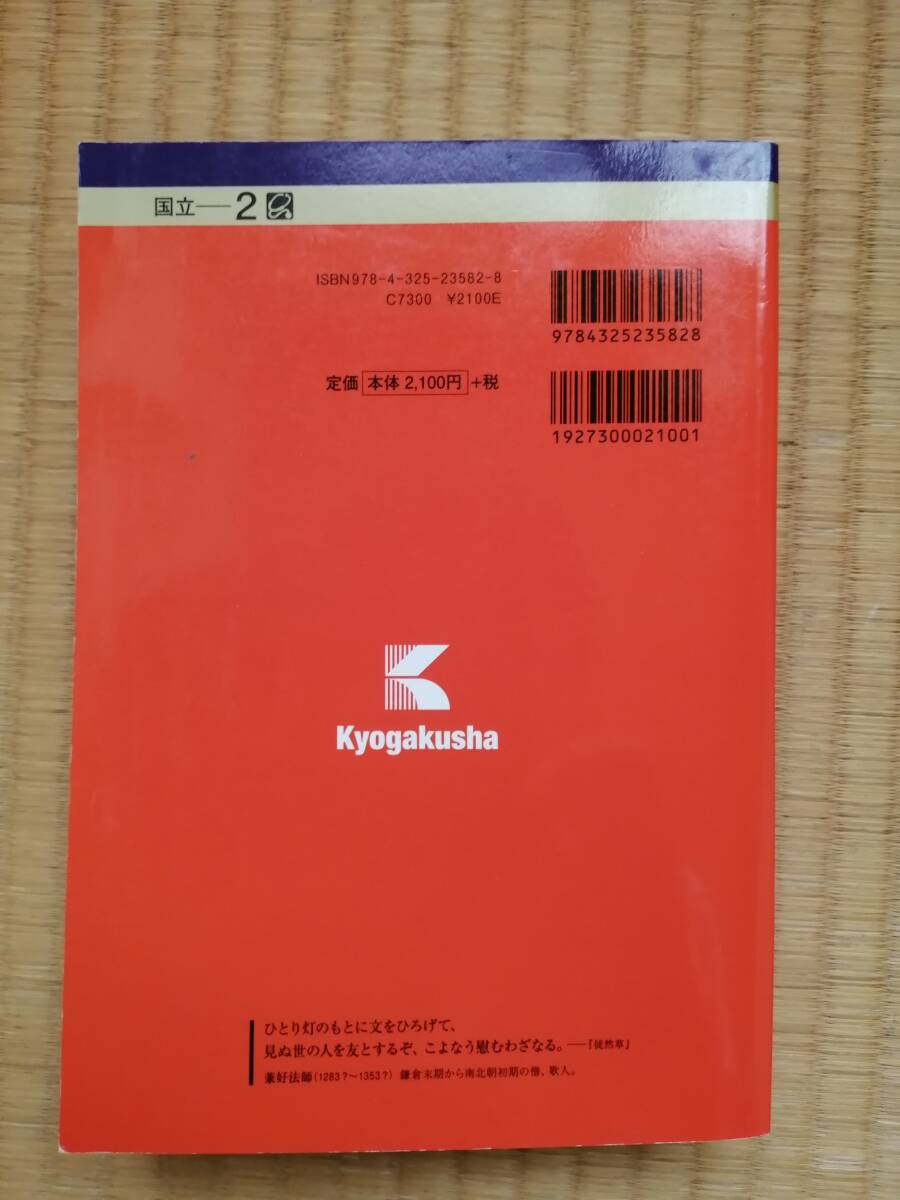 国立―2
ISBN978-4-325-23582-8
C7300 ¥2100E
9784325235828
定価 本体 2,100円 +税
1927300021001
Kyogakusha
ひとり灯のもとに文をひろげて、
見ぬ世の人を友とするぞ、こよなう慰むわざなる。―『徒然草』
兼好法師(1283?～1353?) 鎌倉末期から南北朝初期の僧、歌人。